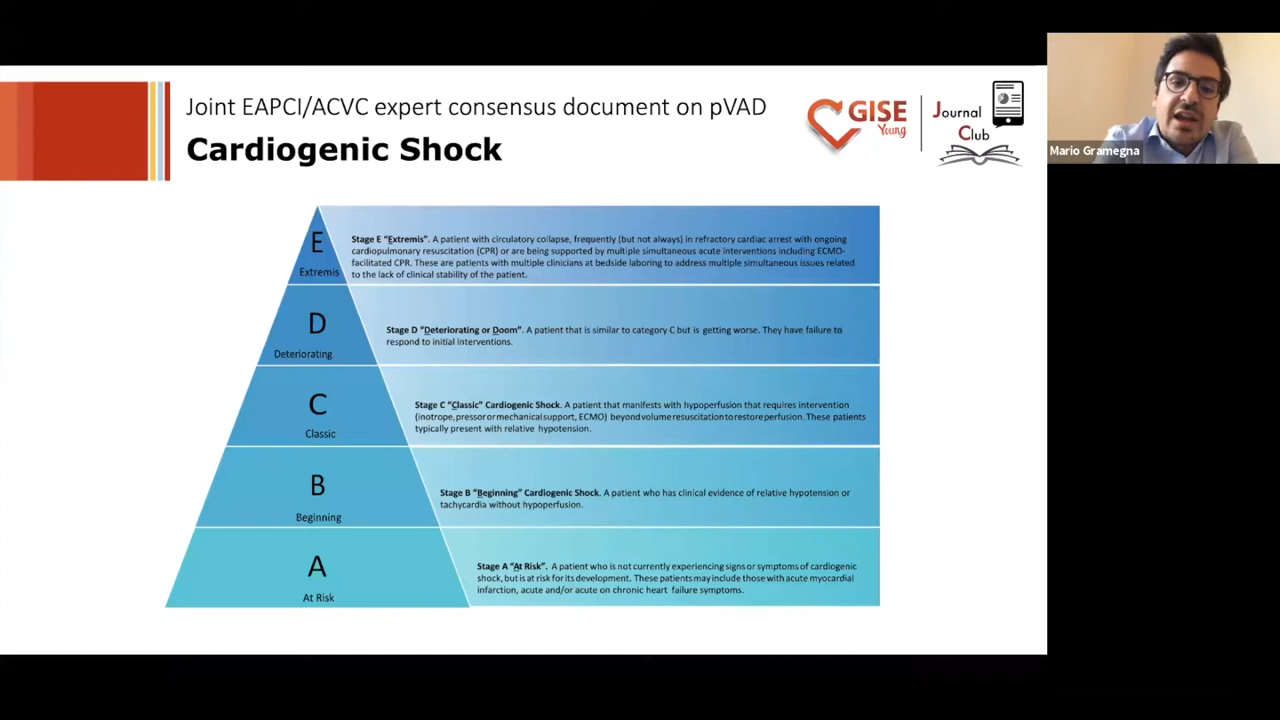 Joint EAPCI/ACVC expert consensus document on pVAD
Cardiogenic Shock
GISE
Young
Journal
Club
Mario Gramegna
E
Extremis
Stage E “Extremis”. A patient with circulatory collapse, frequently (but not always) in refractory cardiac arrest with ongoing
cardiopulmonary resuscitation (CPR) or are being supported by multiple simultaneous acute interventions including ECMO-
facilitated CPR. These are patients with multiple clinicians at bedside laboring to address multiple simultaneous issues related
to the lack of clinical stability of the patient.
D
Deteriorating
Stage D “Deteriorating or Doom”. A patient that is similar to category C but is getting worse. They have failure to
respond to initial interventions.
C
Classic
Stage C “Classic” Cardiogenic Shock. A patient that manifests with hypoperfusion that requires intervention
(inotrope, pressor or mechanical support, ECMO) beyond volume resuscitation to restore perfusion. These patients
typically present with relative hypotension.
B
Beginning
Stage B “Beginning” Cardiogenic Shock. A patient who has clinical evidence of relative hypotension or
tachycardia without hypoperfusion.
A
At Risk
Stage A “At Risk”. A patient who is not currently experiencing signs or symptoms of cardiogenic
shock, but is at risk for its development. These patients may include those with acute myocardial
infarction, acute and/or acute on chronic heart failure symptoms.